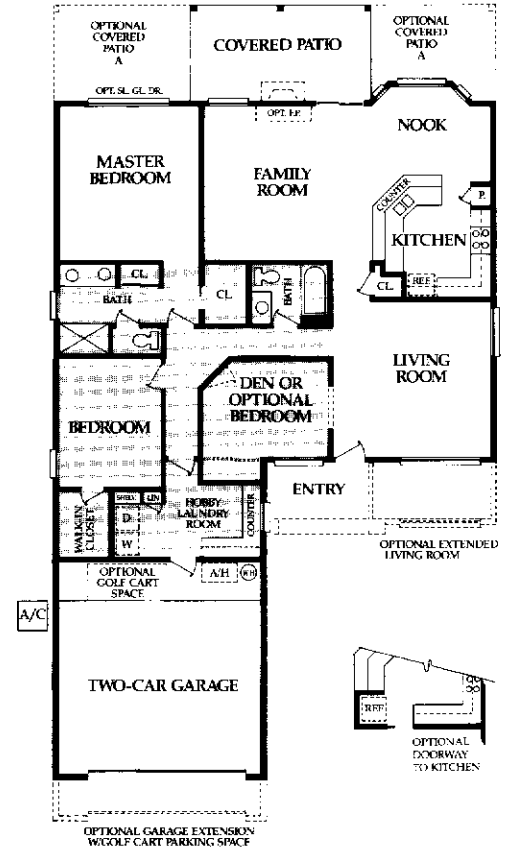 OPTIONAL
COVERED
PATIO
A
COVERED PATIO
OPTIONAL
COVERED
PATIO
A
OPT. SL. GL. DR.
OPT. F.P.
NOOK
MASTER
BEDROOM
FAMILY
ROOM
COUNTER
P.
KITCHEN
CL
CL
BATH
CL
REF.
BATH
LIVING
ROOM
DEN OR
OPTIONAL
BEDROOM
BEDROOM
ENTRY
WALK-IN
CLOSET
SHELV.
LIN
D
W
HOBBY
LAUNDRY
ROOM
COUNTER
OPTIONAL EXTENDED
LIVING ROOM
OPTIONAL
GOLF CART
SPACE
A/H
WH
A/C
TWO-CAR GARAGE
REF.
OPTIONAL
DOORWAY
TO KITCHEN
OPTIONAL GARAGE EXTENSION
W/GOLF CART PARKING SPACE